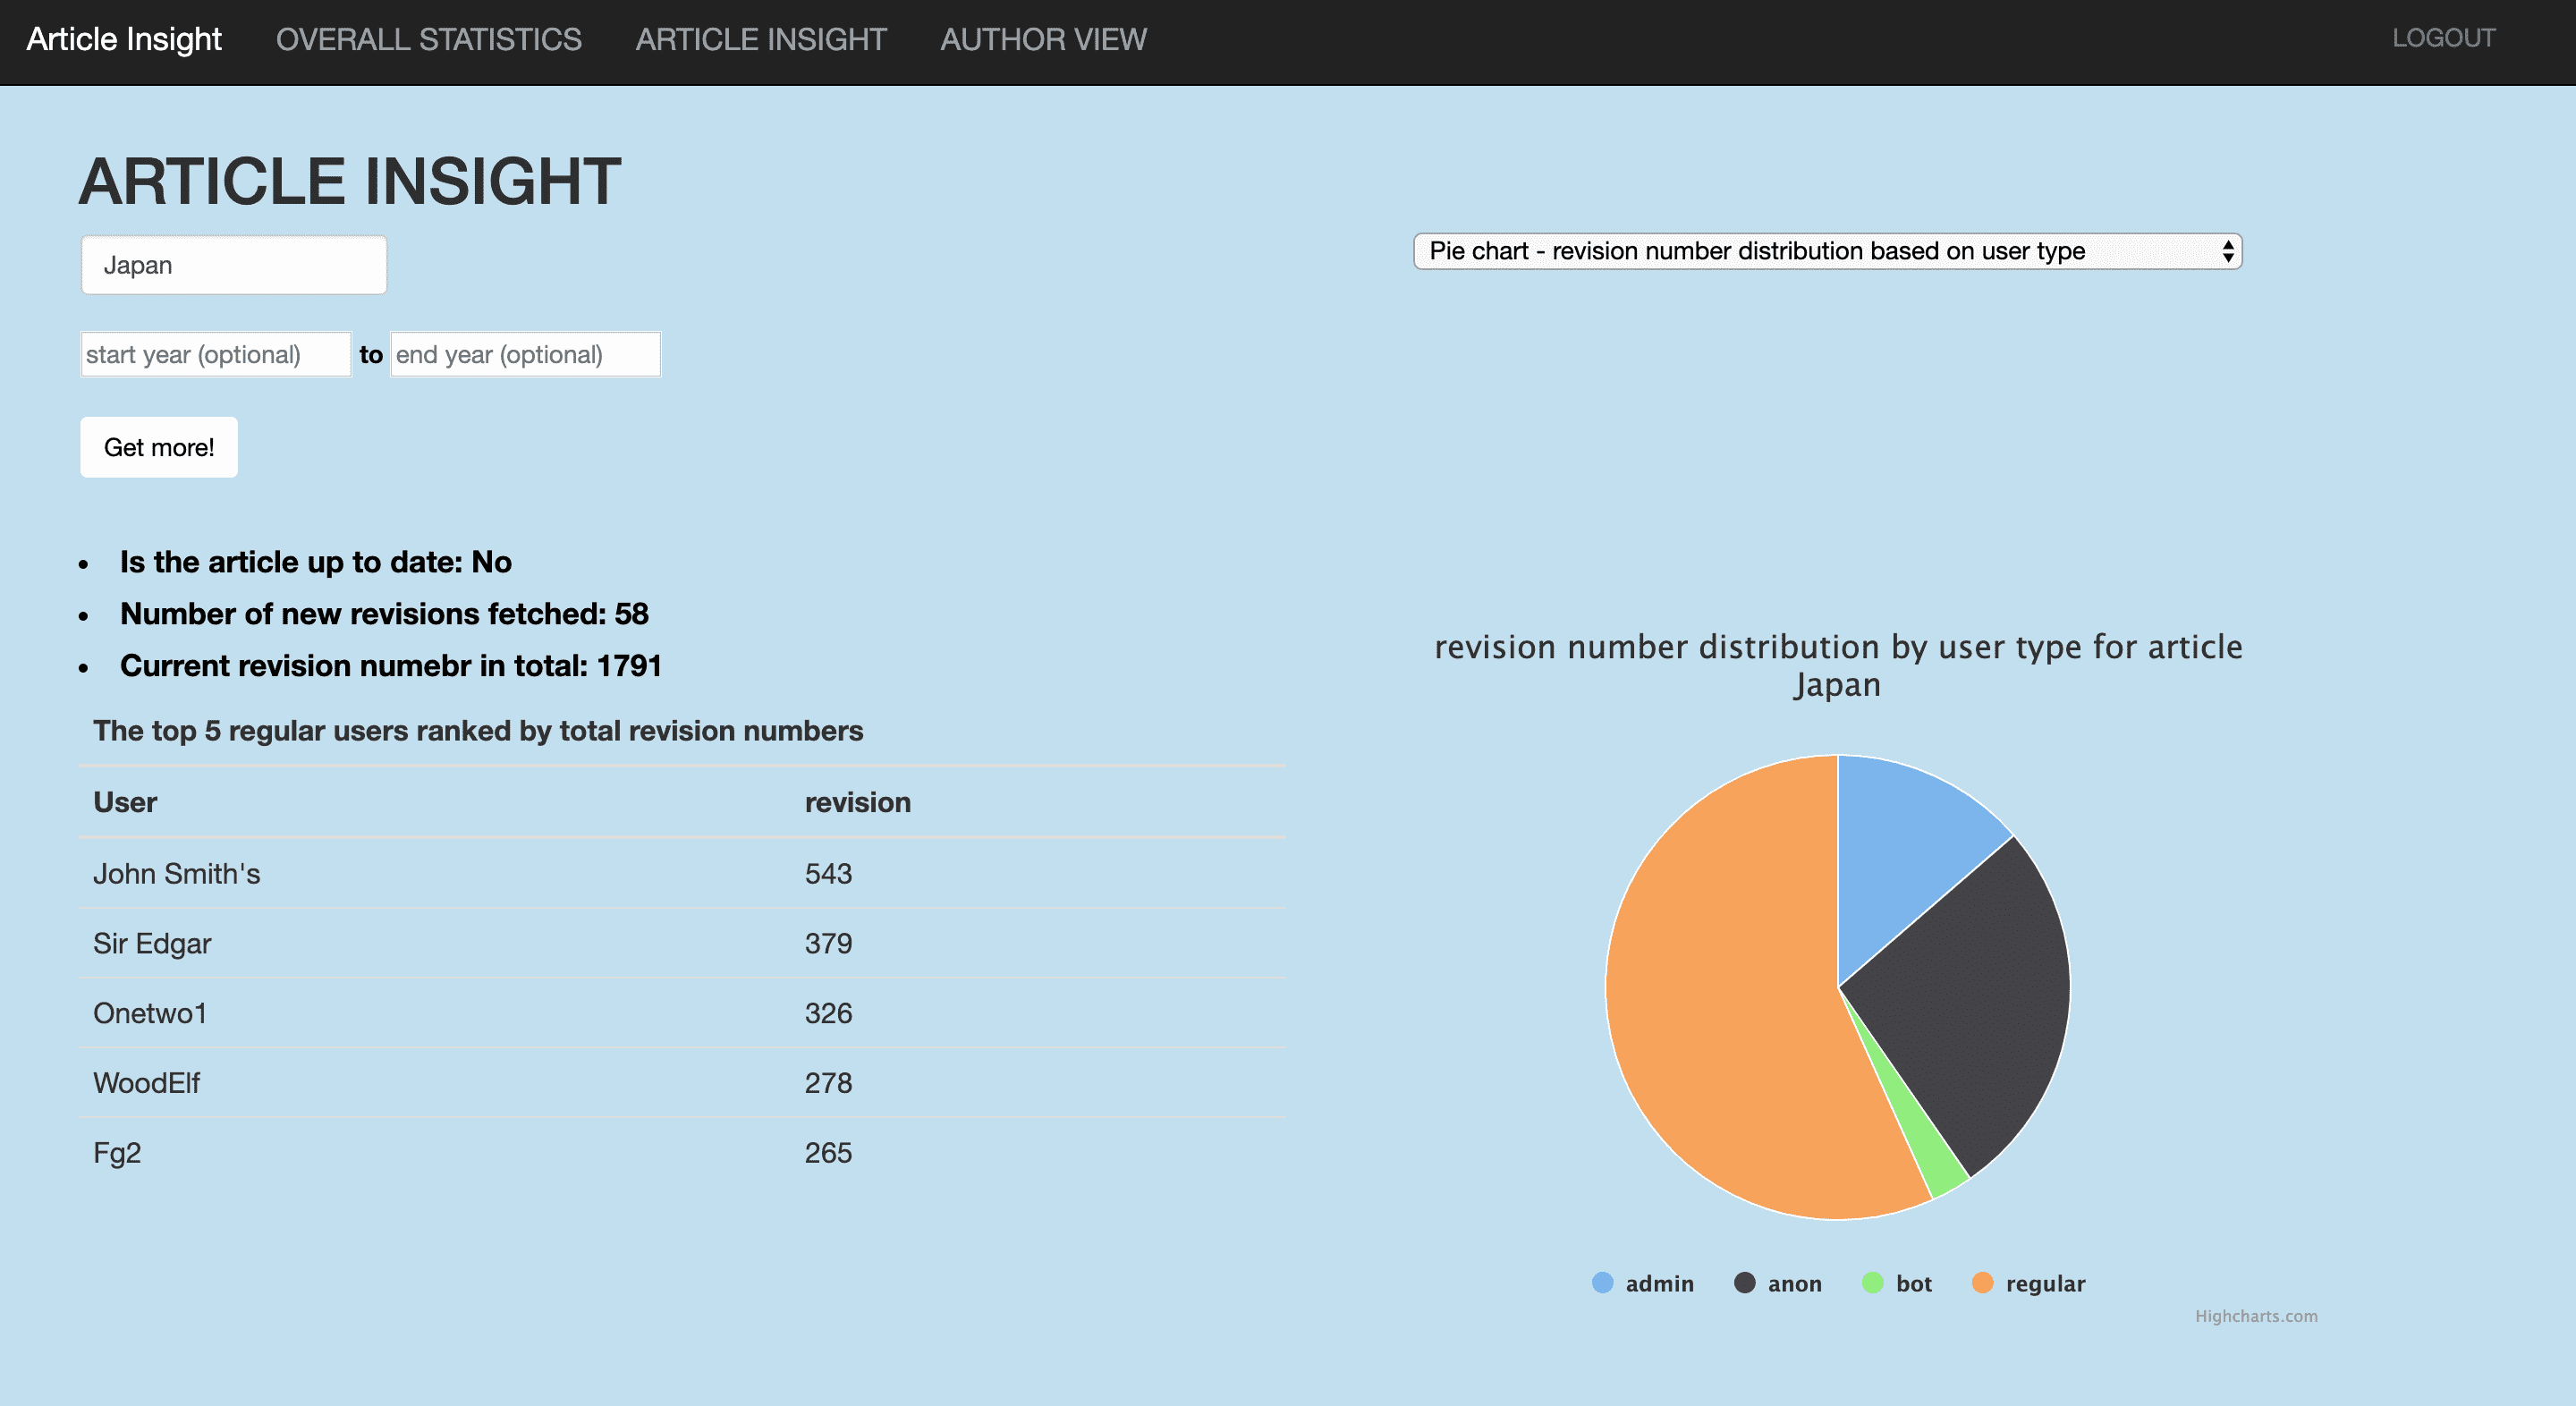 Article Insight OVERALL STATISTICS ARTICLE INSIGHT AUTHOR VIEW LOGOUT
ARTICLE INSIGHT
Japan
Pie chart - revision number distribution based on user type
start year (optional) to end year (optional)
Get more!
Is the article up to date: No
Number of new revisions fetched: 58
Current revision numebr in total: 1791
The top 5 regular users ranked by total revision numbers
User revision
John Smith's 543
Sir Edgar 379
Onetwo1 326
WoodElf 278
Fg2 265
revision number distribution by user type for article
Japan
admin anon bot regular
Highcharts.com